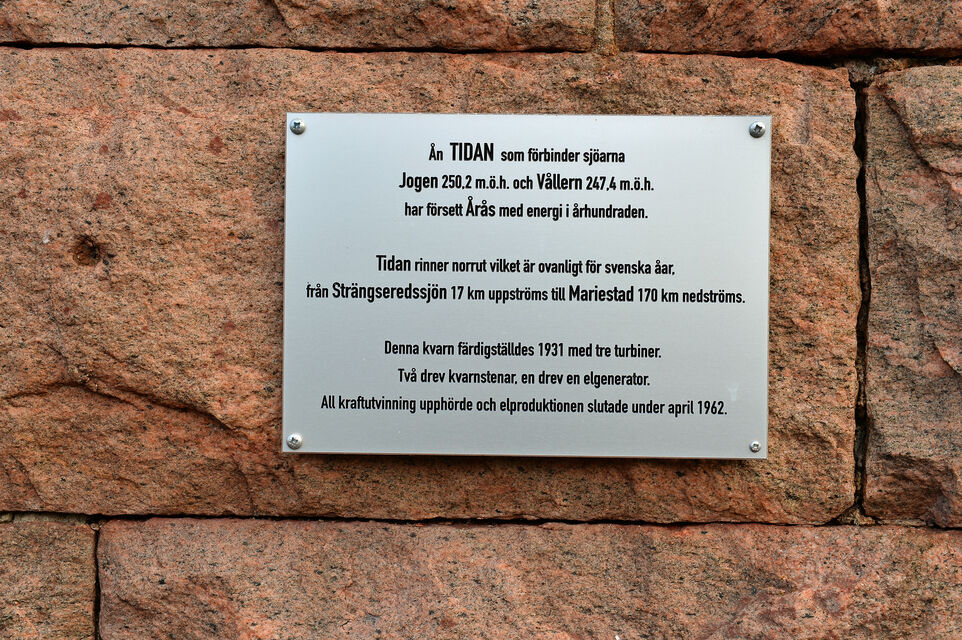 Ån TIDAN som förbinder sjöarna
Jogen 250,2 m.ö.h. och Vållern 247,4 m.ö.h.
har försett Årås med energi i århundraden.
Tidan rinner norrut vilket är ovanligt för svenska åar,
från Strängseredssjön 17 km uppströms till Mariestad 170 km nedströms.
Denna kvarn färdigställdes 1931 med tre turbiner.
Två drev kvarnstenar, en drev en elgenerator.
All kraftutvinning upphörde och elproduktionen slutade under april 1962.